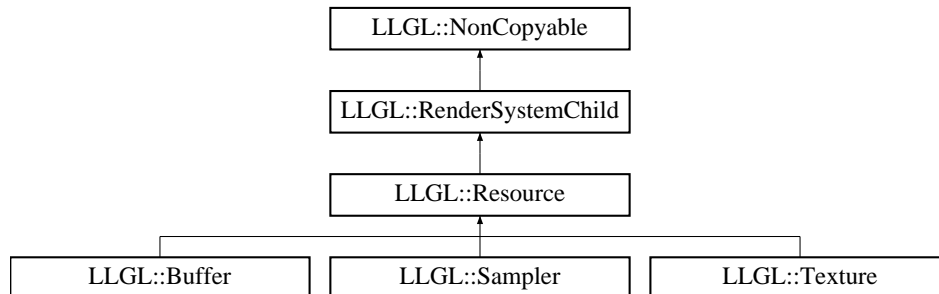 LLGL::NonCopyable
LLGL::RenderSystemChild
LLGL::Resource
LLGL::Buffer
LLGL::Sampler
LLGL::Texture